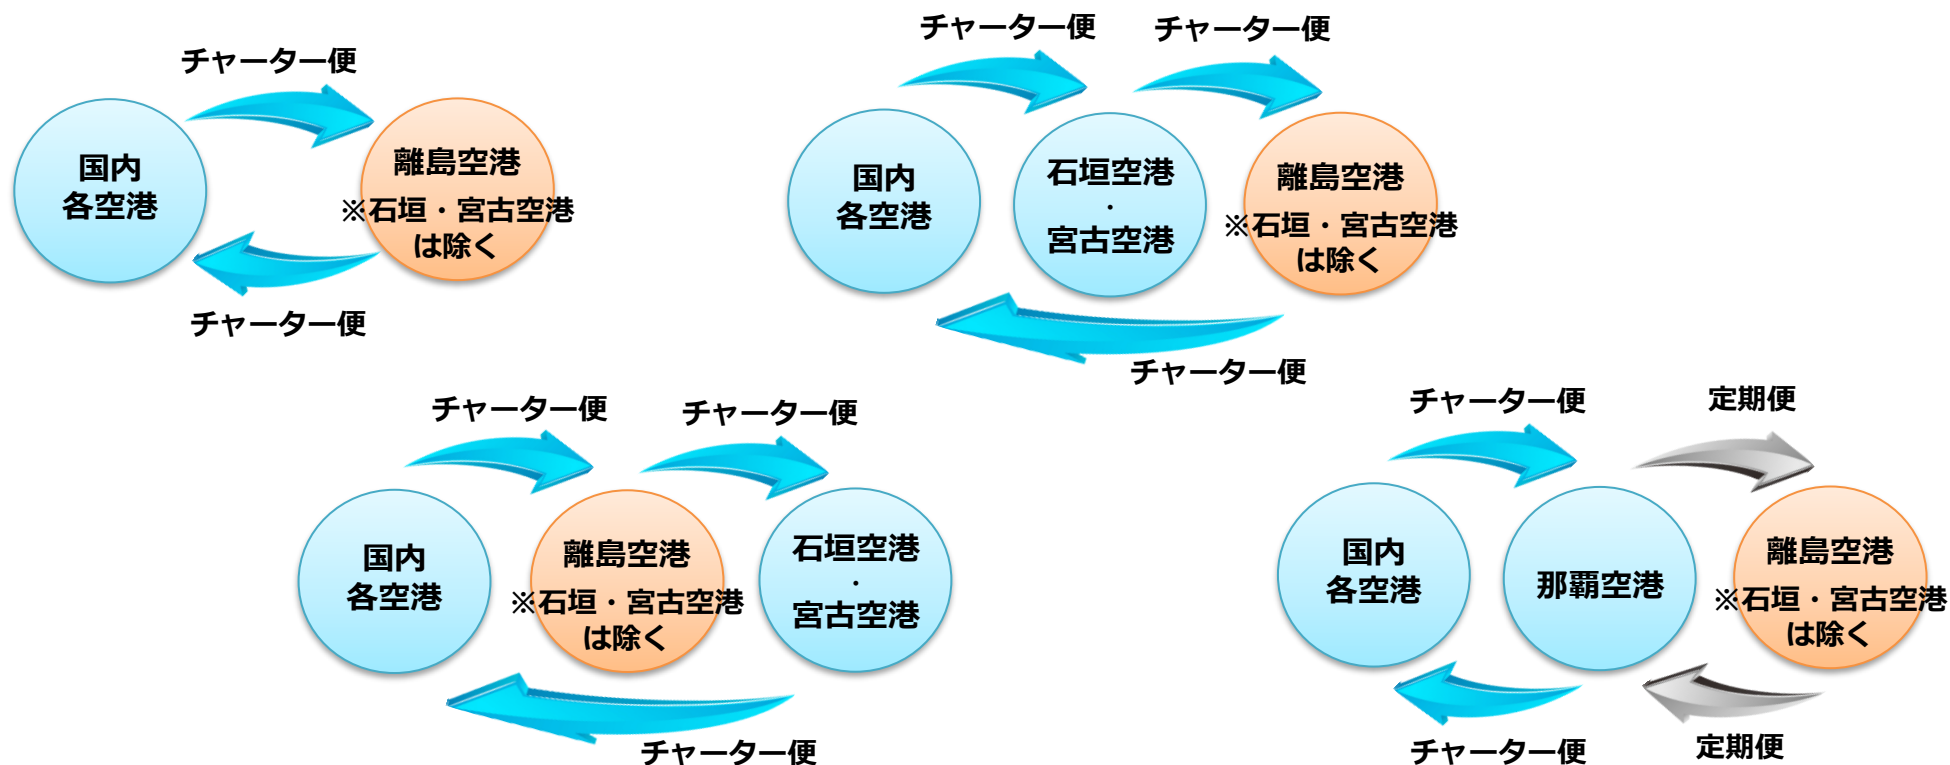 チャーター便
国内
各空港
離島空港
※石垣・宮古空港
は除く
チャーター便
チャーター便
チャーター便
国内
各空港
石垣空港
・
宮古空港
離島空港
※石垣・宮古空港
は除く
チャーター便
チャーター便
チャーター便
国内
各空港
離島空港
※石垣・宮古空港
は除く
石垣空港
・
宮古空港
チャーター便
チャーター便
定期便
国内
各空港
那覇空港
離島空港
※石垣・宮古空港
は除く
チャーター便
定期便